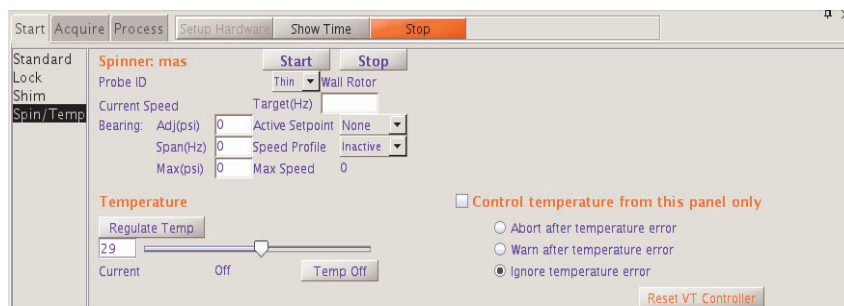 Start Acquire Process Setup Hardware Show Time Stop
Standard
Lock
Shim
Spin/Temp
Spinner: mas Start Stop
Probe ID Thin Wall Rotor
Current Speed Target(Hz)
Bearing: Adj(psi) 0 Active Setpoint None
Span(Hz) 0 Speed Profile Inactive
Max(psi) 0 Max Speed 0
Temperature
Regulate Temp
29
Current Off Temp Off
Control temperature from this panel only
Abort after temperature error
Warn after temperature error
Ignore temperature error
Reset VT Controller